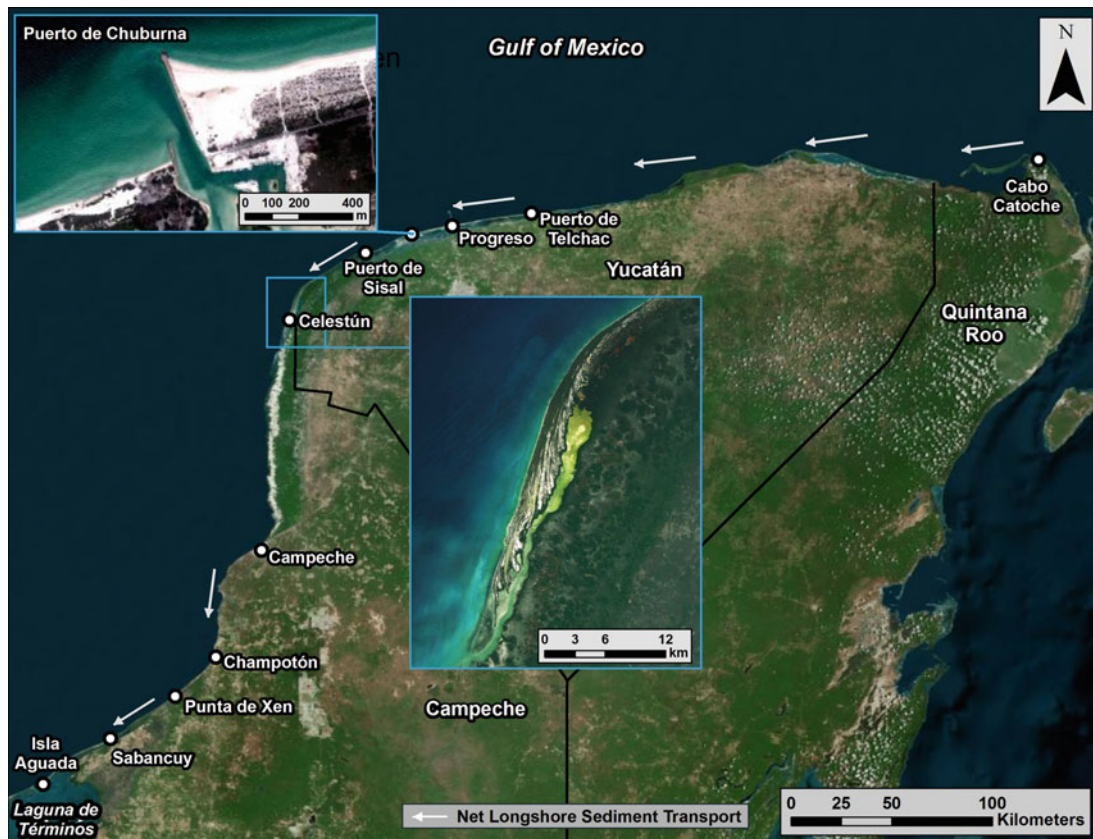 Puerto de Chuburna
Gulf of Mexico
en
N
0 100 200 400
m
Cabo
Catoche
Puerto de
Telchac
Progreso
Puerto de
Sisal
Yucatán
Celestún
Quintana
Roo
0 3 6 12
km
Campeche
Champotón
Punta de Xen
Campeche
Sabancuy
Isla
Aguada
Laguna de
Términos
Net Longshore Sediment Transport
0 25 50 100
Kilometers